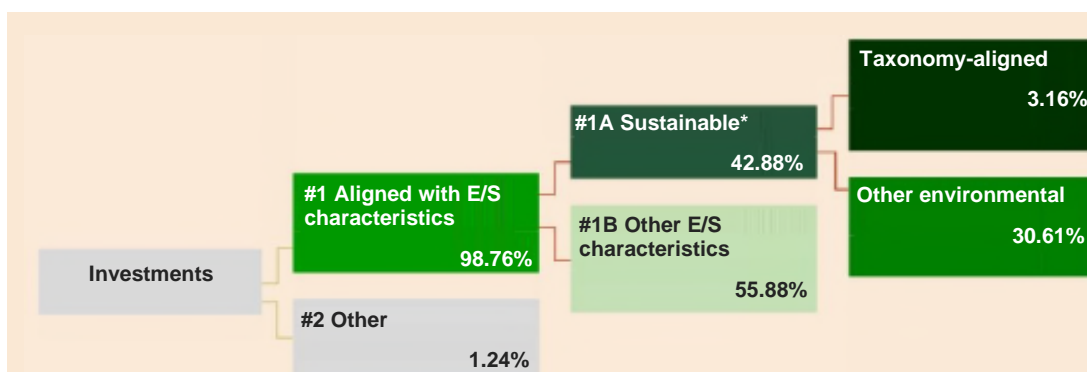 Investments
#1 Aligned with E/S
characteristics
98.76%
#2 Other
1.24%
#1A Sustainable*
42.88%
#1B Other E/S
characteristics
55.88%
Taxonomy-aligned
3.16%
Other environmental
30.61%